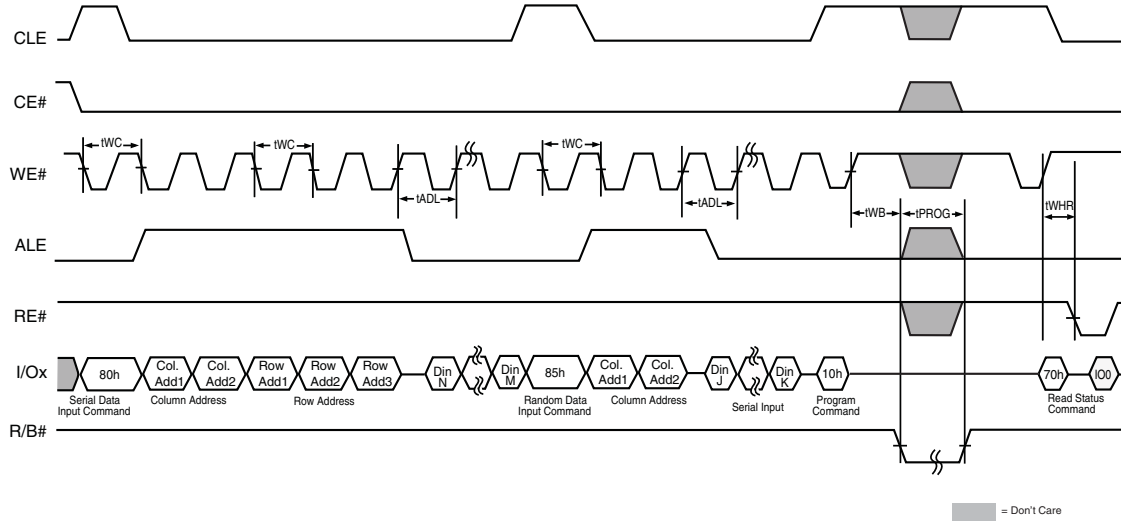 CLE
CE#
tWC
tWC
tWC
WE#
tADL
tADL
tWB
tPROG
tWHR
ALE
RE#
I/Ox
80h
Col.
Add1
Col.
Add2
Row
Add1
Row
Add2
Row
Add3
Din
N
Din
M
85h
Col.
Add1
Col.
Add2
Din
J
Din
K
10h
70h
IO0
Serial Data
Input Command
Column Address
Row Address
Random Data
Input Command
Column Address
Serial Input
Program
Command
Read Status
Command
R/B#
= Don't Care